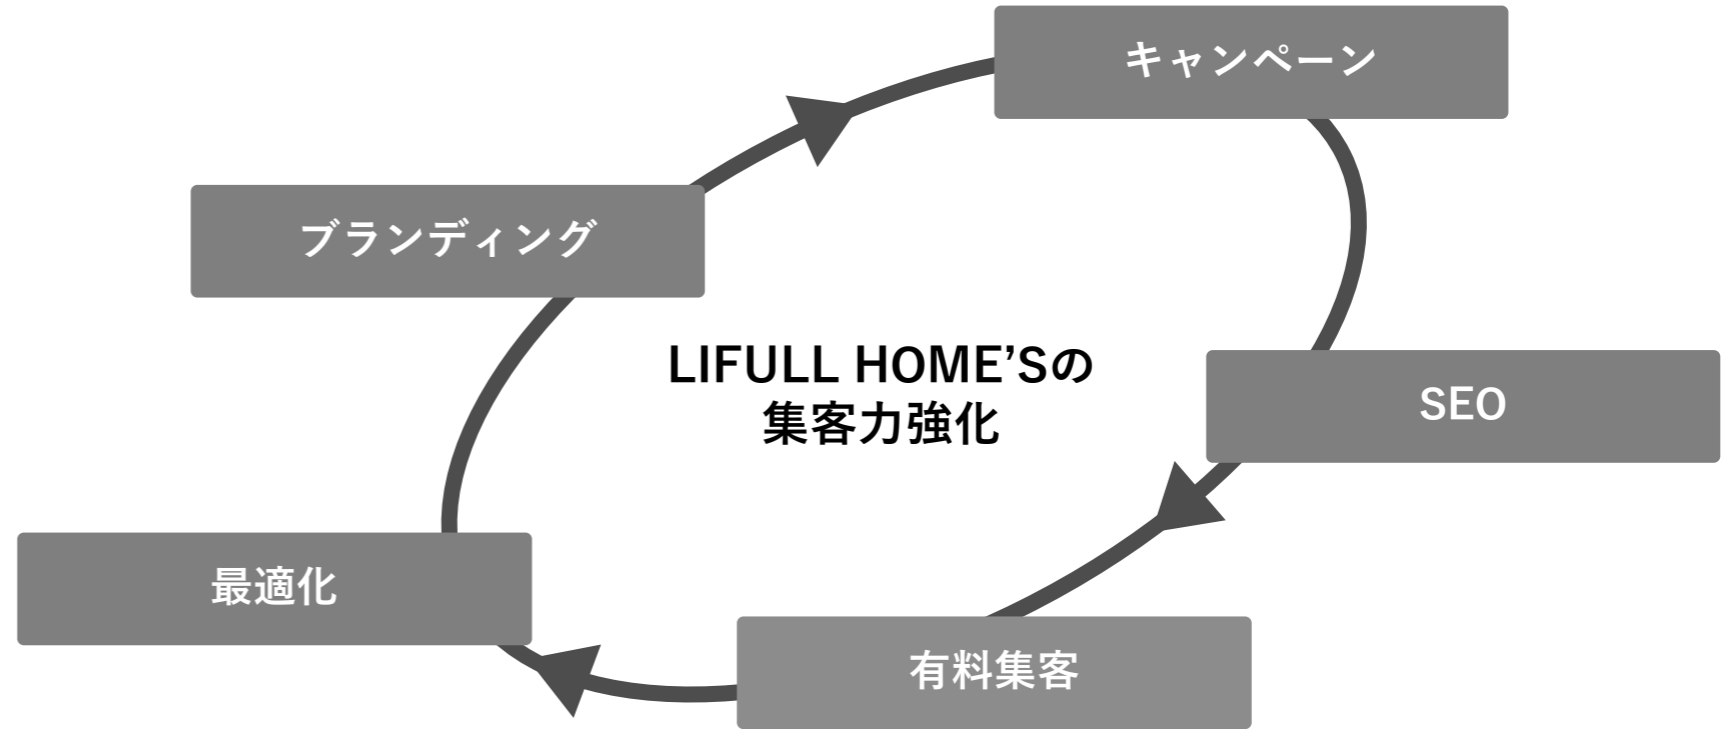 キャンペーン
ブランディング
LIFULL HOME’Sの
集客力強化
SEO
最適化
有料集客